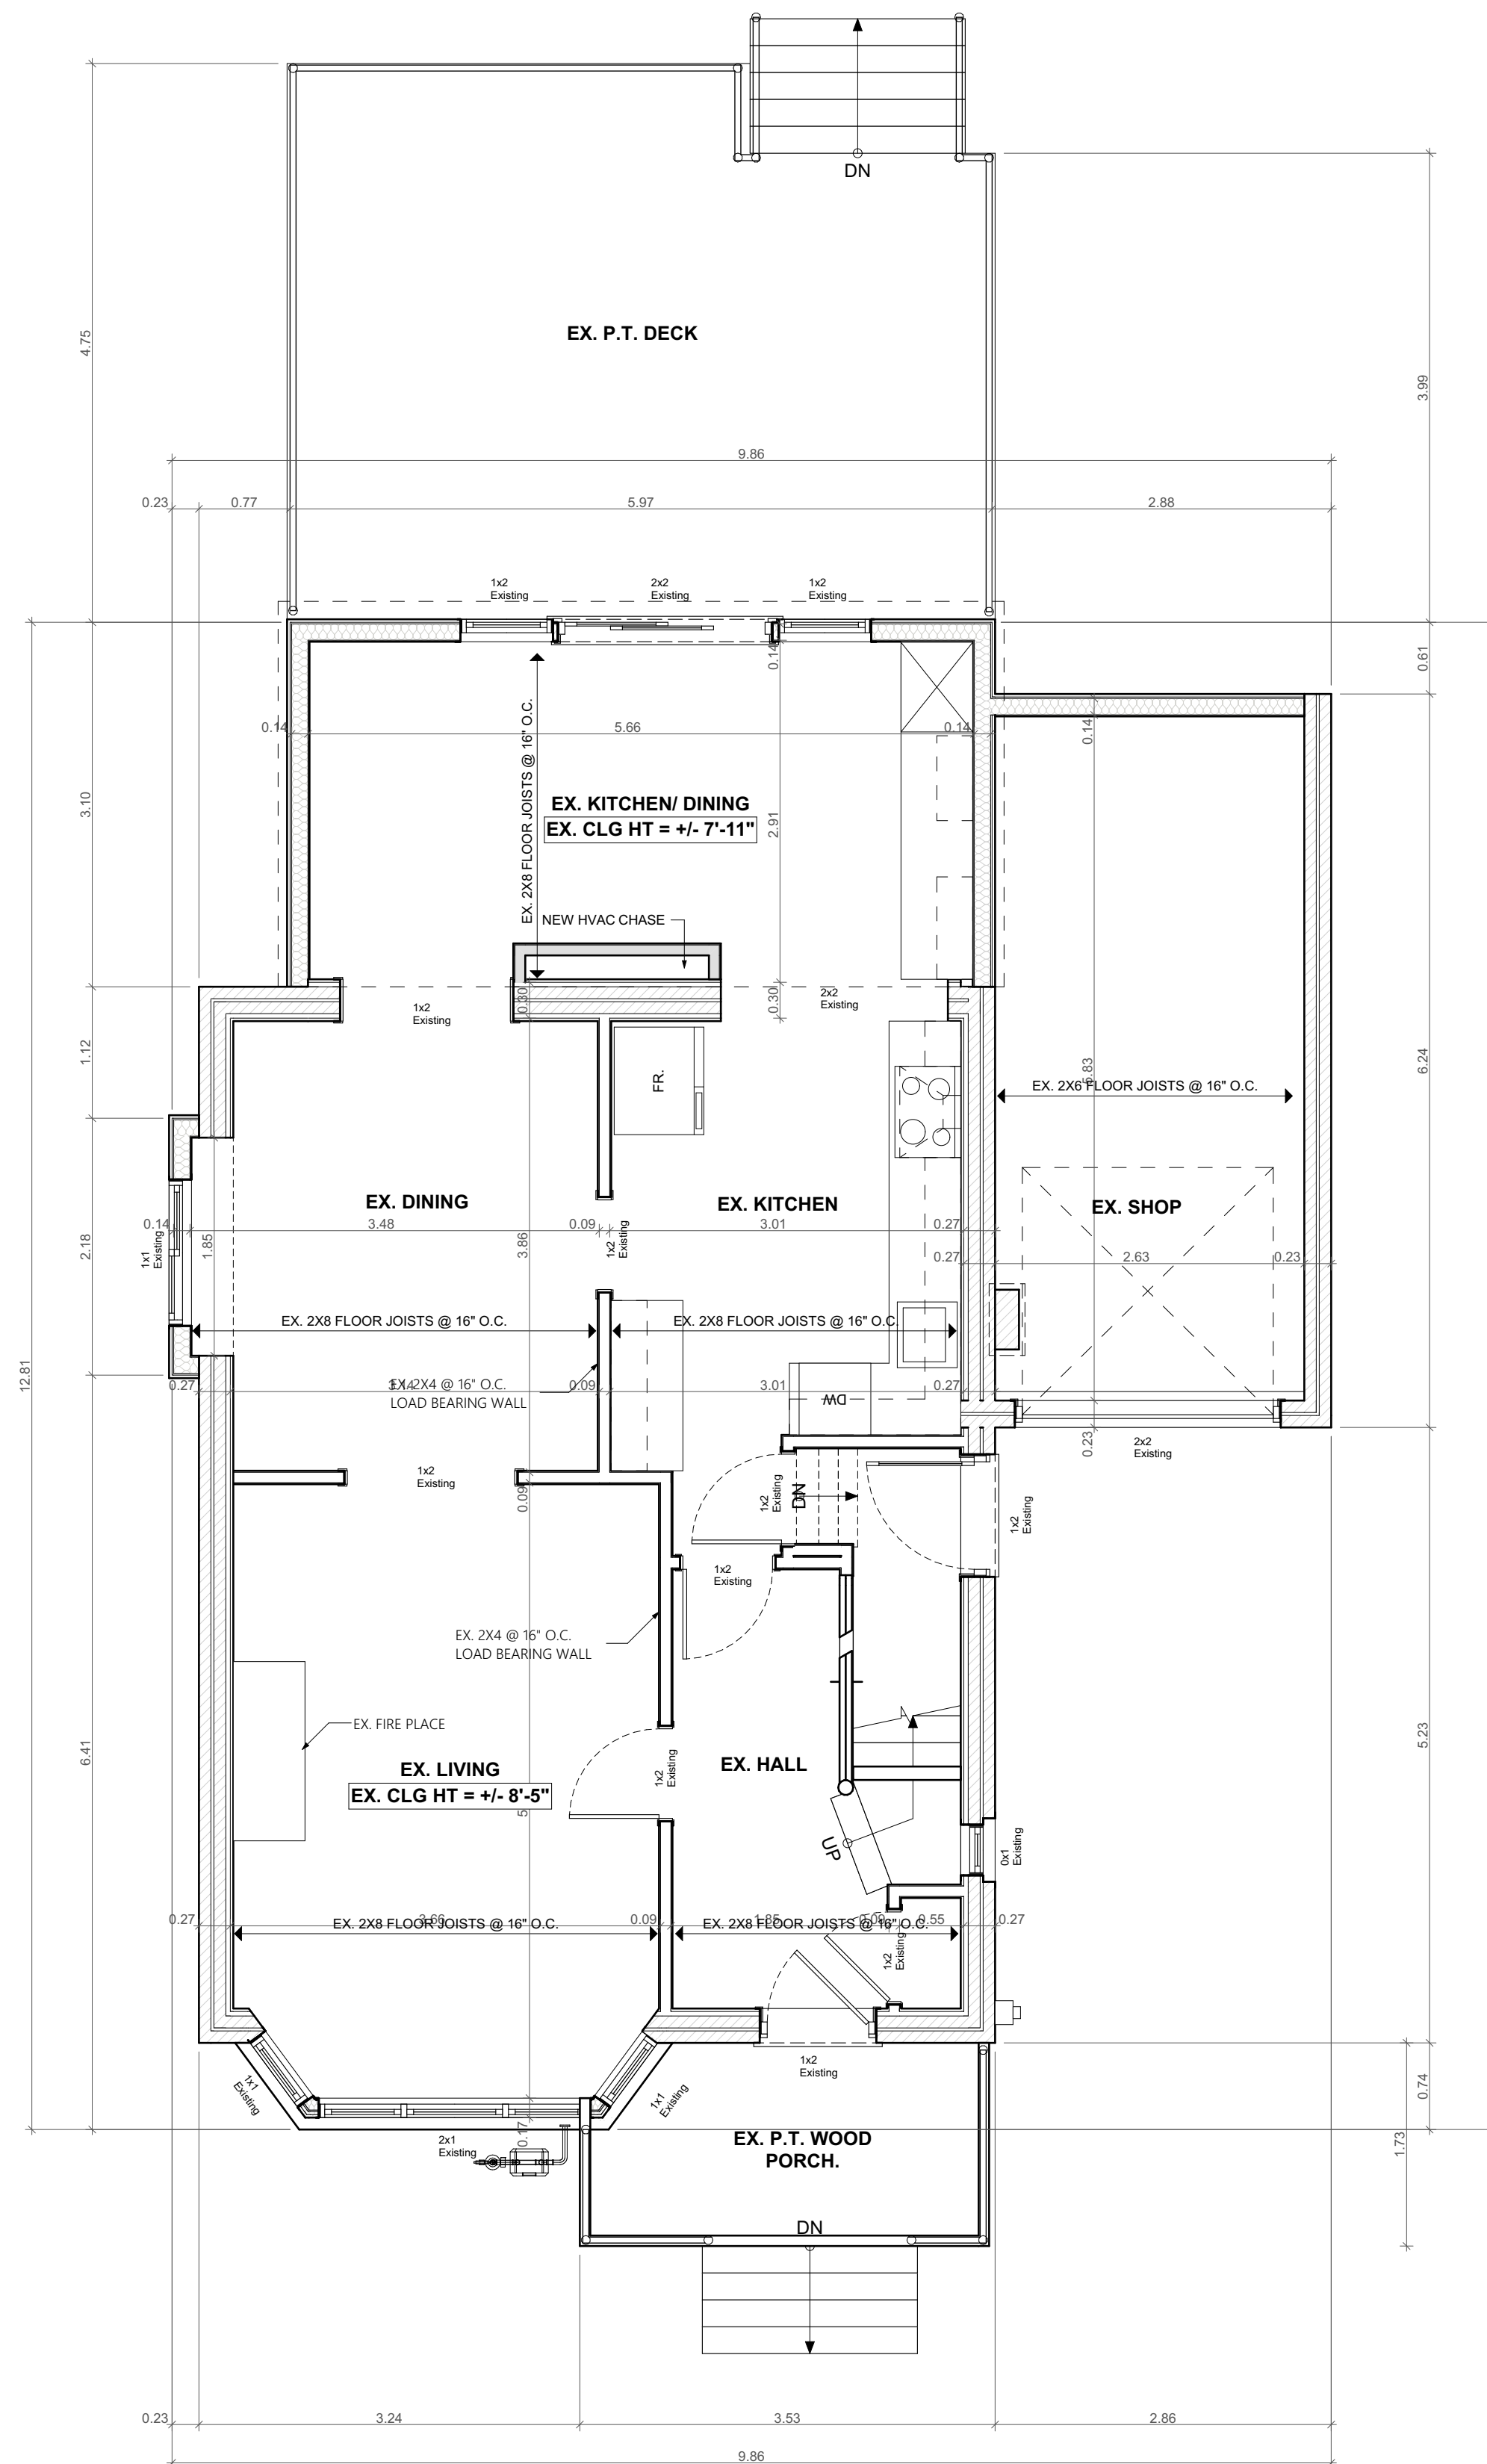 DN
4.75
EX. P.T. DECK
3.99
9.86
0.23
0.77
5.97
2.88
1x2
Existing
2x2
Existing
1x2
Existing
0.14
0.61
0.14
5.66
0.14
0.14
EX. 2X8 FLOOR JOISTS @ 16" O.C.
3.10
EX. KITCHEN/ DINING
EX. CLG HT = +/- 7'-11"
2.91
NEW HVAC CHASE
1x2
Existing
0.30
0.30
2x2
Existing
1.12
FR.
6.24
EX. 2X6 FLOOR JOISTS @ 16" O.C.
EX. DINING
EX. KITCHEN
EX. SHOP
0.14
3.48
0.09
3.01
0.27
1x1
Existing
1.85
3.86
1x2
Existing
2.18
0.27
2.63
0.23
EX. 2X8 FLOOR JOISTS @ 16" O.C.
EX. 2X8 FLOOR JOISTS @ 16" O.C.
12.81
0.27
EX. 2X4 @ 16" O.C.
LOAD BEARING WALL
0.09
3.01
0.27
DW
0.23
2x2
Existing
1x2
Existing
0.09
1x2
Existing
DN
1x2
Existing
1x2
Existing
EX. 2X4 @ 16" O.C.
LOAD BEARING WALL
EX. FIRE PLACE
6.41
5.23
EX. LIVING
EX. CLG HT = +/- 8'-5"
1x2
Existing
EX. HALL
UP
0x1
Existing
0.27
EX. 2X8 FLOOR JOISTS @ 16" O.C.
3.66
0.09
EX. 2X8 FLOOR JOISTS @ 16" O.C.
1.85
0.09
0.55
0.27
1x2
Existing
1x1
Existing
1x1
Existing
1x2
Existing
0.74
2x1
Existing
0.17
EX. P.T. WOOD
PORCH.
1.73
DN
0.23
3.24
3.53
2.86
9.86